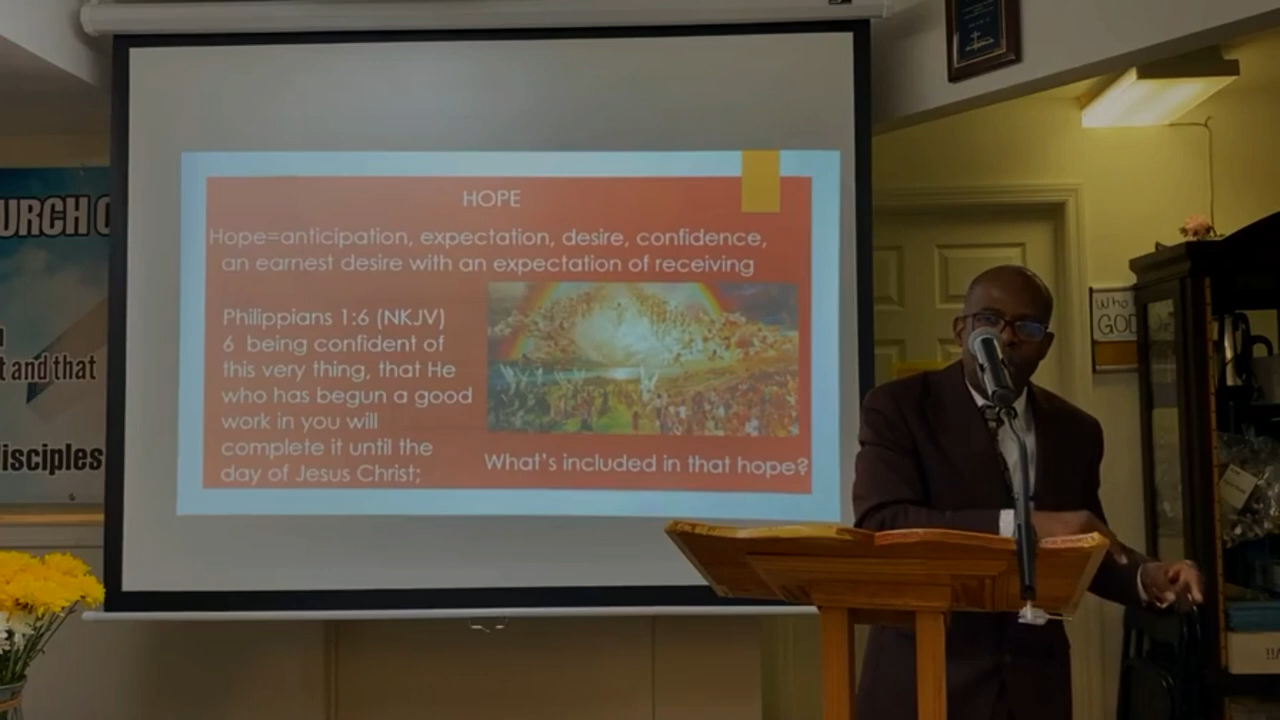 URCH
t and that
isciples
HOPE
Hope=anticipation, expectation, desire, confidence,
an earnest desire with an expectation of receiving
Philippians 1:6 (NKJV)
6 being confident of
this very thing, that He
who has begun a good
work in you will
complete it until the
day of Jesus Christ;
What's included in that hope?
Who
GOD